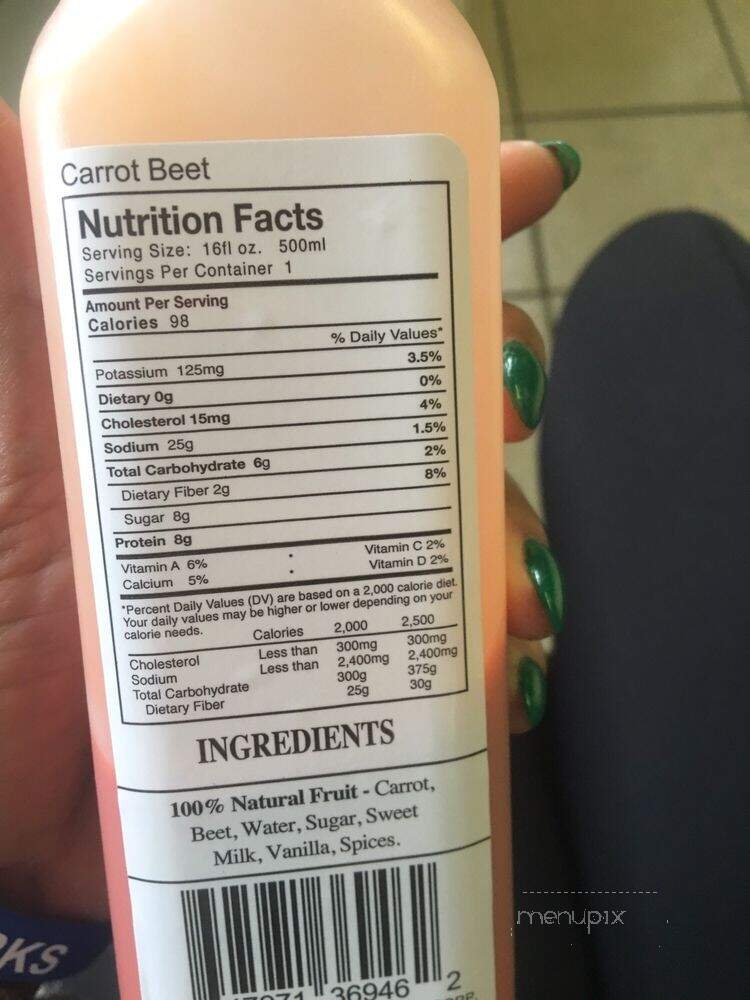 Carrot Beet
Nutrition Facts
Serving Size: 16fl oz. 500ml
Servings Per Container 1
Amount Per Serving
Calories 98
% Daily Values*
Potassium 125mg 3.5%
Dietary 0g 0%
Cholesterol 15mg 4%
Sodium 25g 1.5%
Total Carbohydrate 6g 2%
Dietary Fiber 2g 8%
Sugar 8g
Protein 8g
Vitamin A 6% • Vitamin C 2%
Calcium 5% • Vitamin D 2%
*Percent Daily Values (DV) are based on a 2,000 calorie diet.
Your daily values may be higher or lower depending on your
calorie needs.
Calories 2,000 2,500
Cholesterol Less than 300mg 300mg
Sodium Less than 2,400mg 2,400mg
Total Carbohydrate 300g 375g
Dietary Fiber 25g 30g
INGREDIENTS
100% Natural Fruit - Carrot,
Beet, Water, Sugar, Sweet
Milk, Vanilla, Spices.
36946 2
KS
menupix